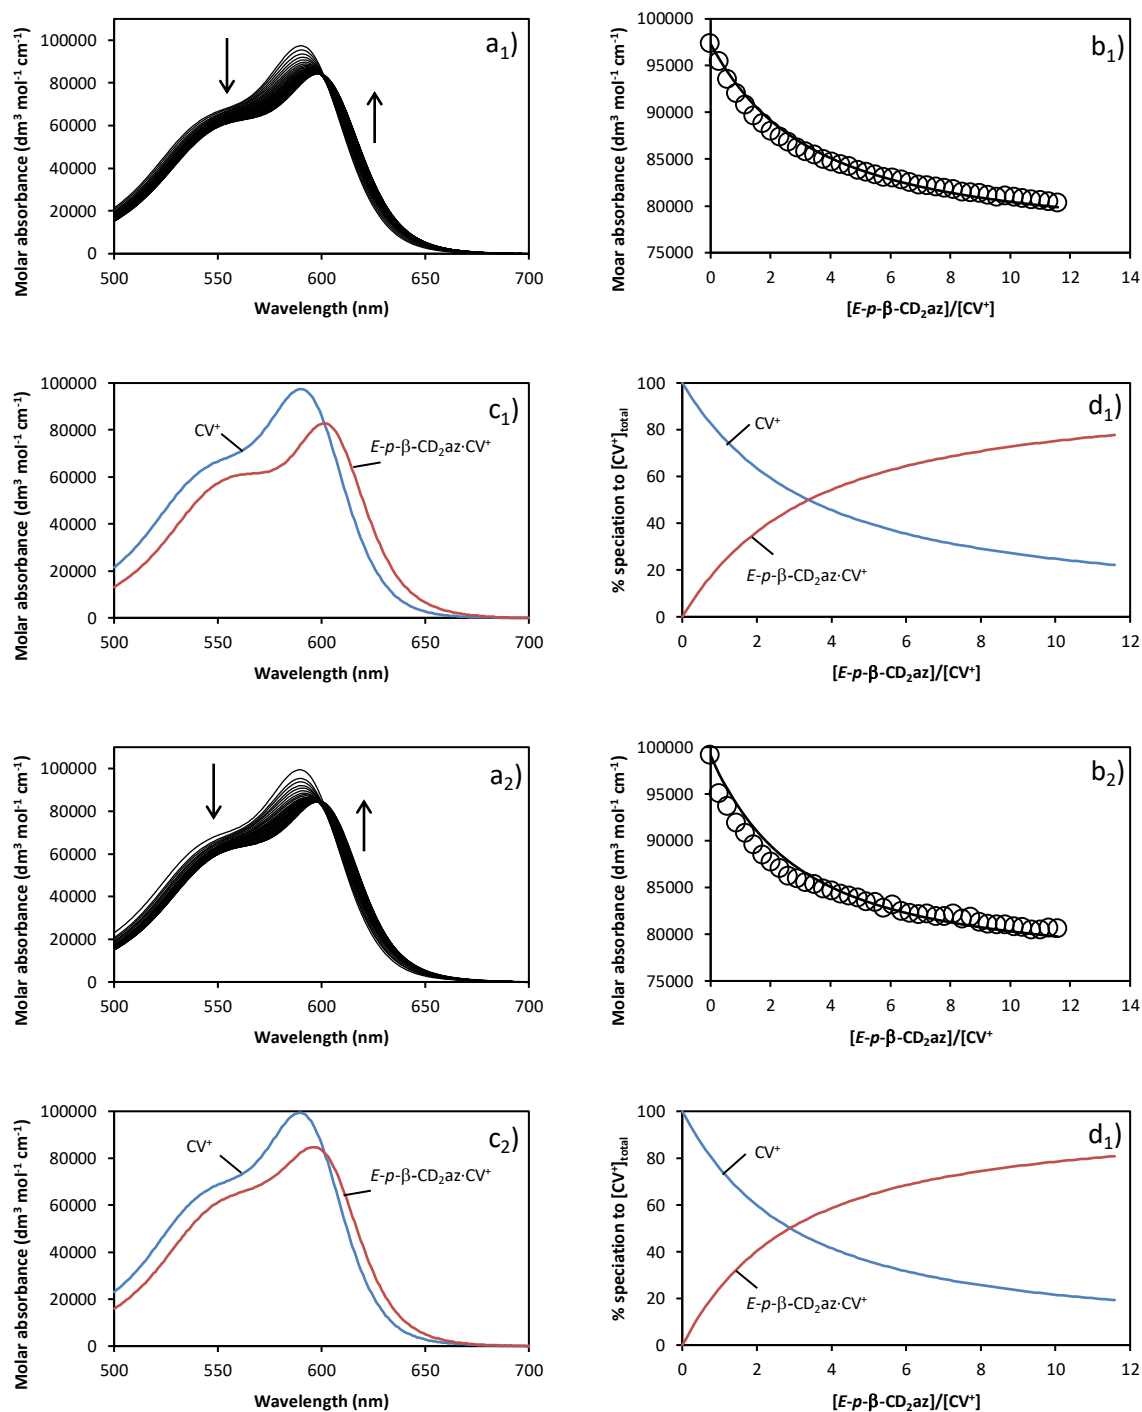 a₁)
Molar absorbance (dm³ mol⁻¹ cm⁻¹)
100000
80000
60000
40000
20000
0
500 550 600 650 700
Wavelength (nm)
b₁)
Moar absorbance (dm³ mol⁻¹ cm⁻¹)
100000
95000
90000
85000
80000
75000
0 2 4 6 8 10 12 14
[E-p-β-CD₂az]/[CV⁺]
c₁)
Molar absorbance (dm³ mol⁻¹ cm⁻¹)
100000
80000
60000
40000
20000
0
CV⁺
E-p-β-CD₂az·CV⁺
500 550 600 650 700
Wavelength (nm)
d₁)
% speciation to [CV⁺]total
100
80
60
40
20
0
CV⁺
E-p-β-CD₂az·CV⁺
0 2 4 6 8 10 12
[E-p-β-CD₂az]/[CV⁺]
a₂)
Molar absorbance (dm³ mol⁻¹ cm⁻¹)
100000
80000
60000
40000
20000
0
500 550 600 650 700
Wavelength (nm)
b₂)
Molar absorbance (dm³ mol⁻¹ cm⁻¹)
100000
95000
90000
85000
80000
75000
0 2 4 6 8 10 12 14
[E-p-β-CD₂az]/[CV⁺
c₂)
Molar absorbance (dm³ mol⁻¹ cm⁻¹)
100000
80000
60000
40000
20000
0
CV⁺
E-p-β-CD₂az·CV⁺
500 550 600 650 700
Wavelength (nm)
d₁)
% speciation to [CV⁺]total
100
80
60
40
20
0
CV⁺
E-p-β-CD₂az·CV⁺
0 2 4 6 8 10 12
[E-p-β-CD₂az]/[CV⁺]